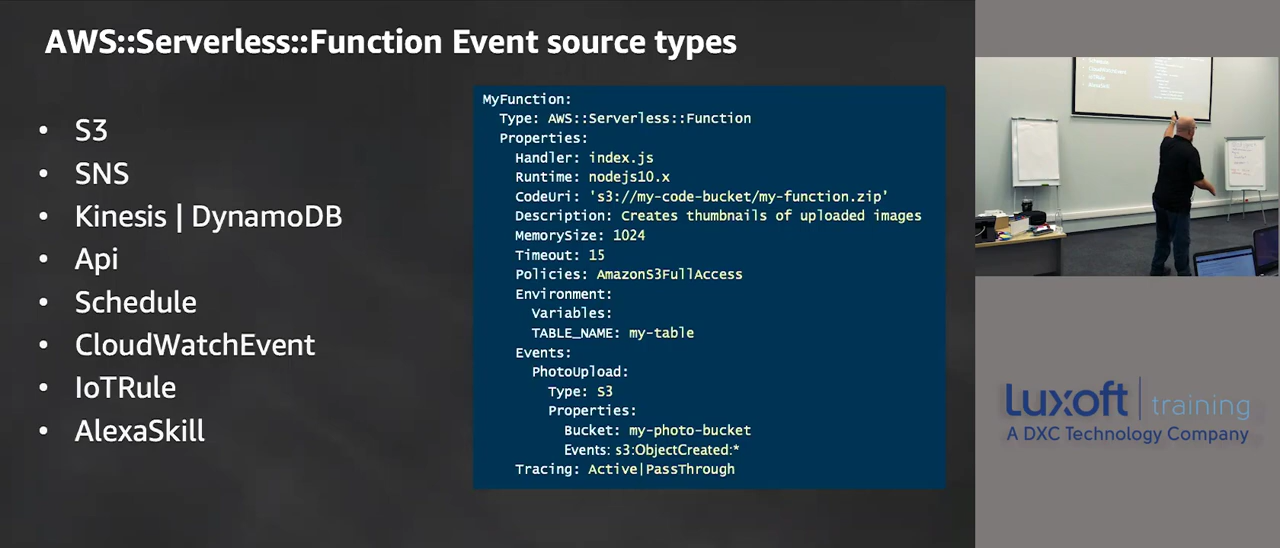 AWS::Serverless::Function Event source types
• S3
• SNS
• Kinesis | DynamoDB
• Api
• Schedule
• CloudWatchEvent
• IoTRule
• AlexaSkill
MyFunction:
Type: AWS::Serverless::Function
Properties:
Handler: index.js
Runtime: nodejs10.x
CodeUri: 's3://my-code-bucket/my-function.zip'
Description: Creates thumbnails of uploaded images
MemorySize: 1024
Timeout: 15
Policies: AmazonS3FullAccess
Environment:
Variables:
TABLE_NAME: my-table
Events:
PhotoUpload:
Type: S3
Properties:
Bucket: my-photo-bucket
Events: s3:ObjectCreated:*
Tracing: Active|PassThrough
luxoft | training
A DXC Technology Company